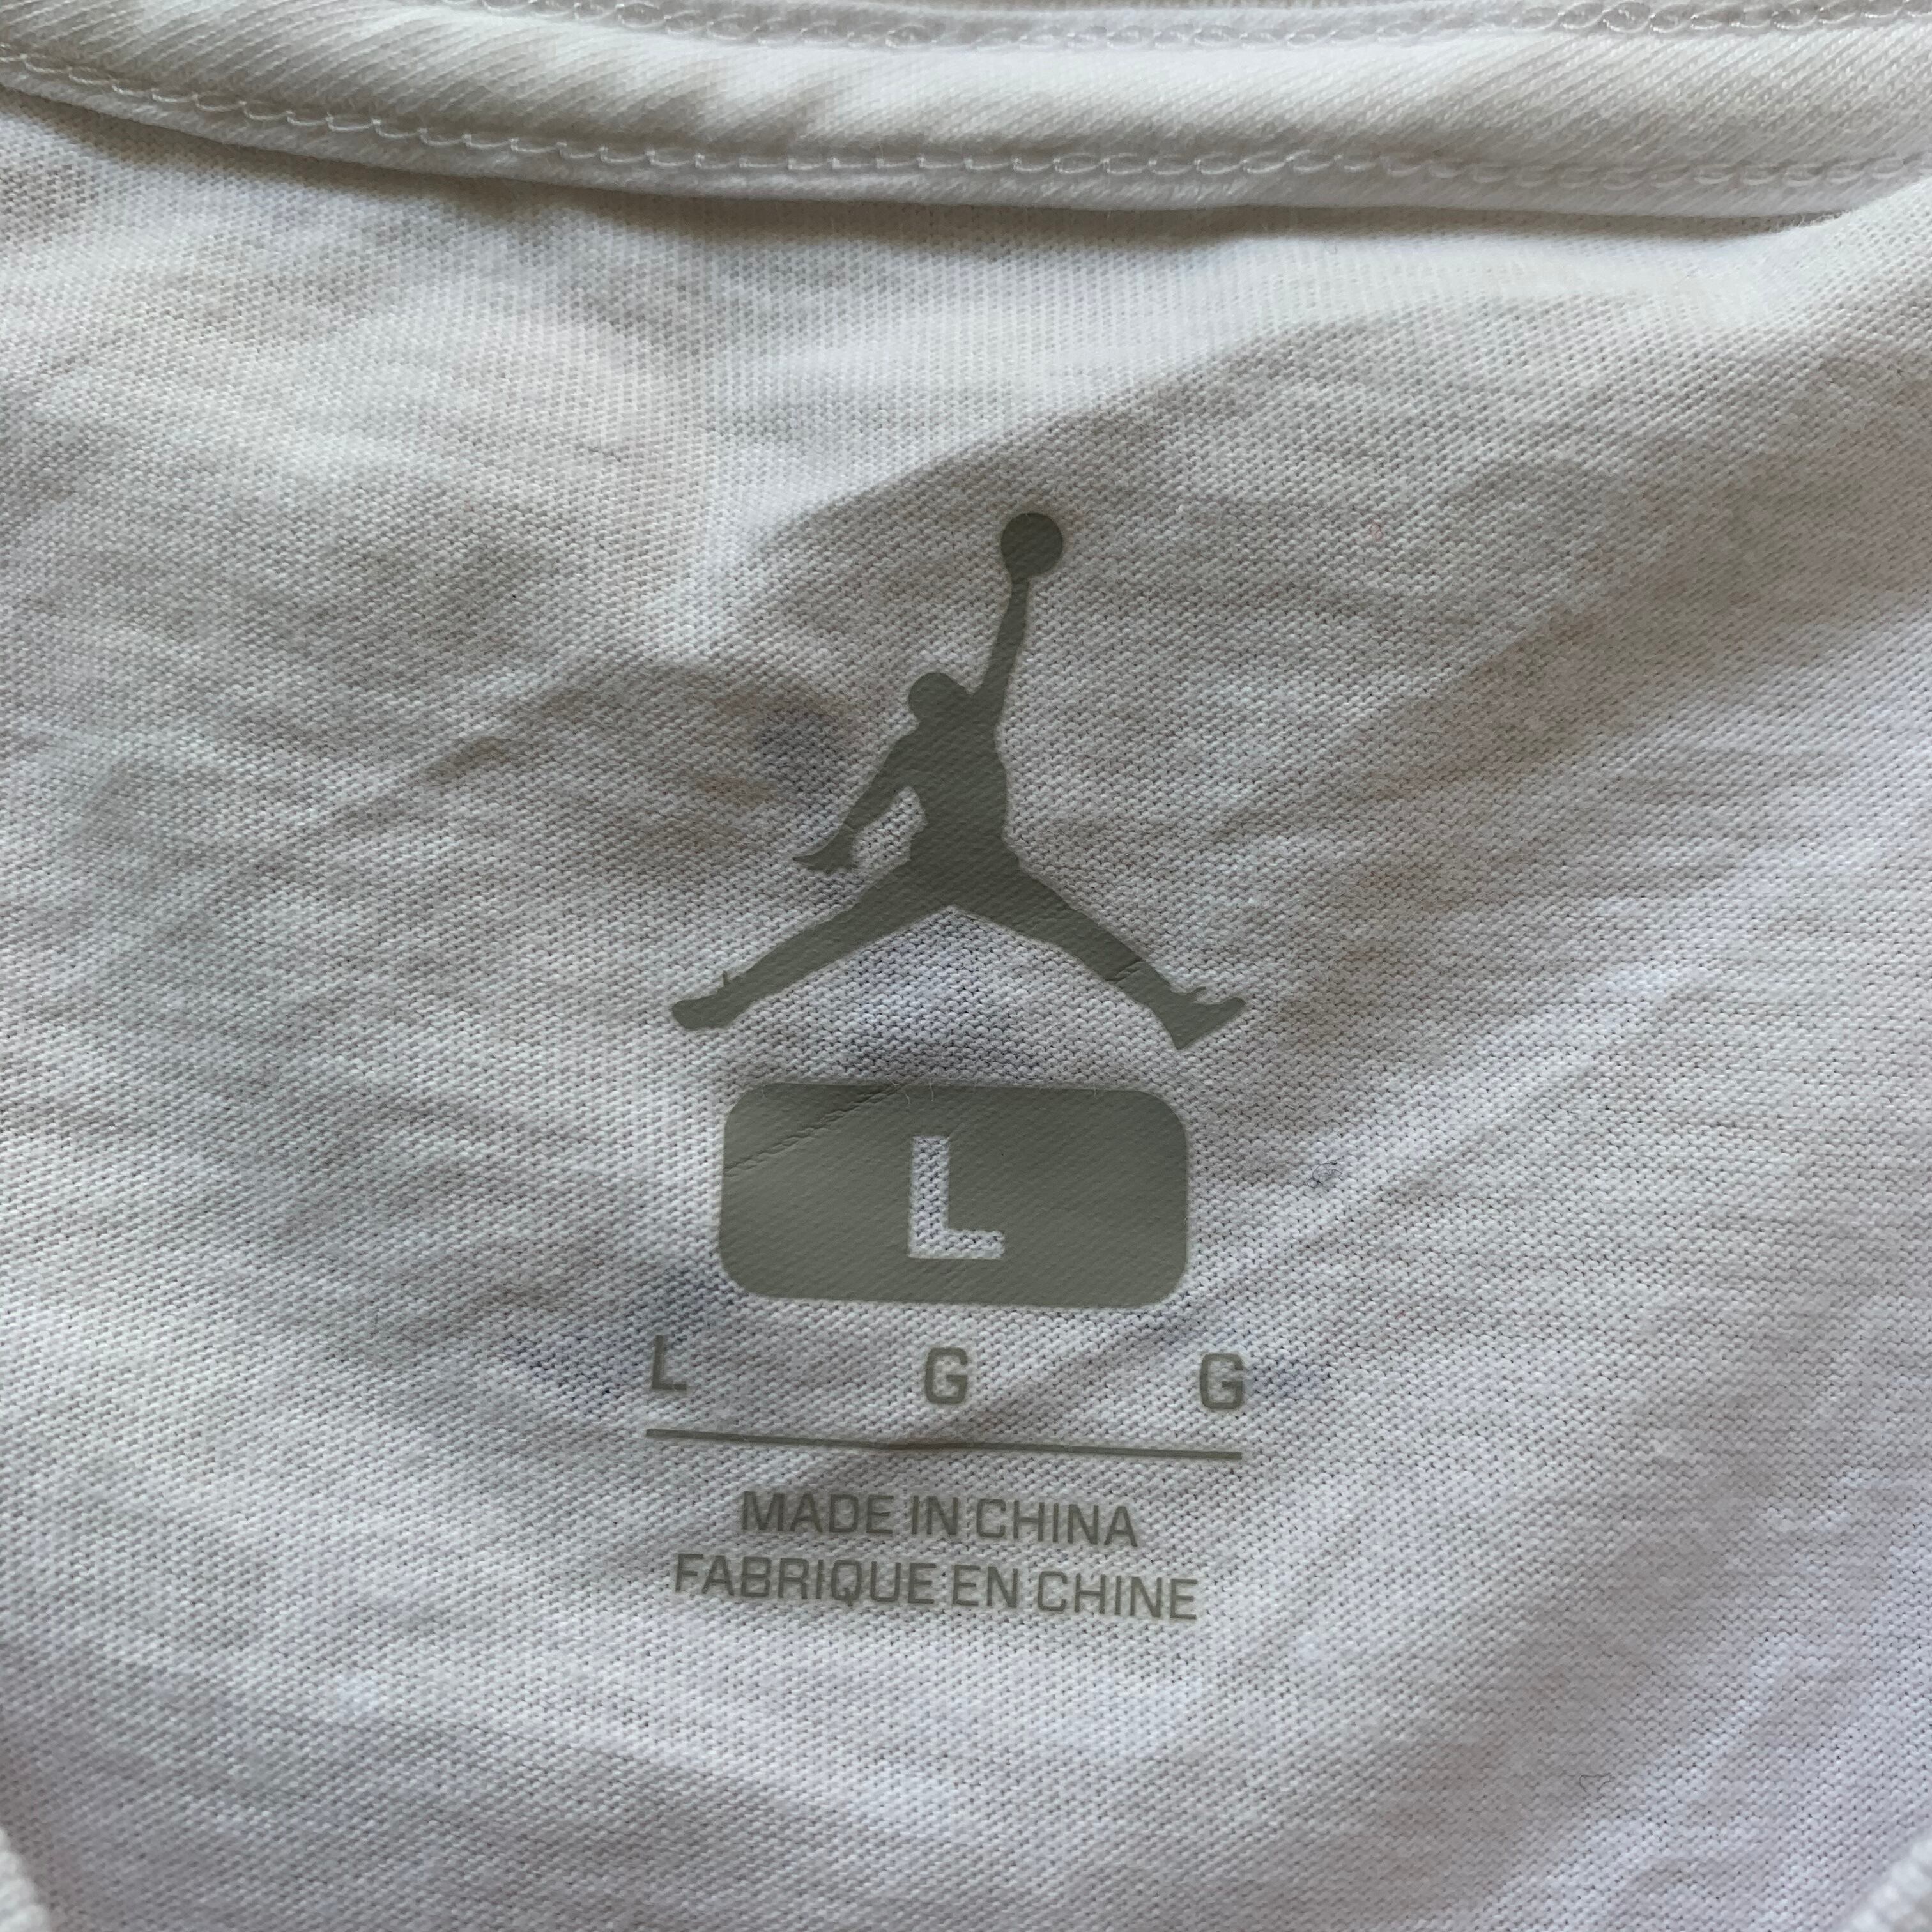 L
L G G
MADE IN CHINA
FABRIQUE EN CHINE